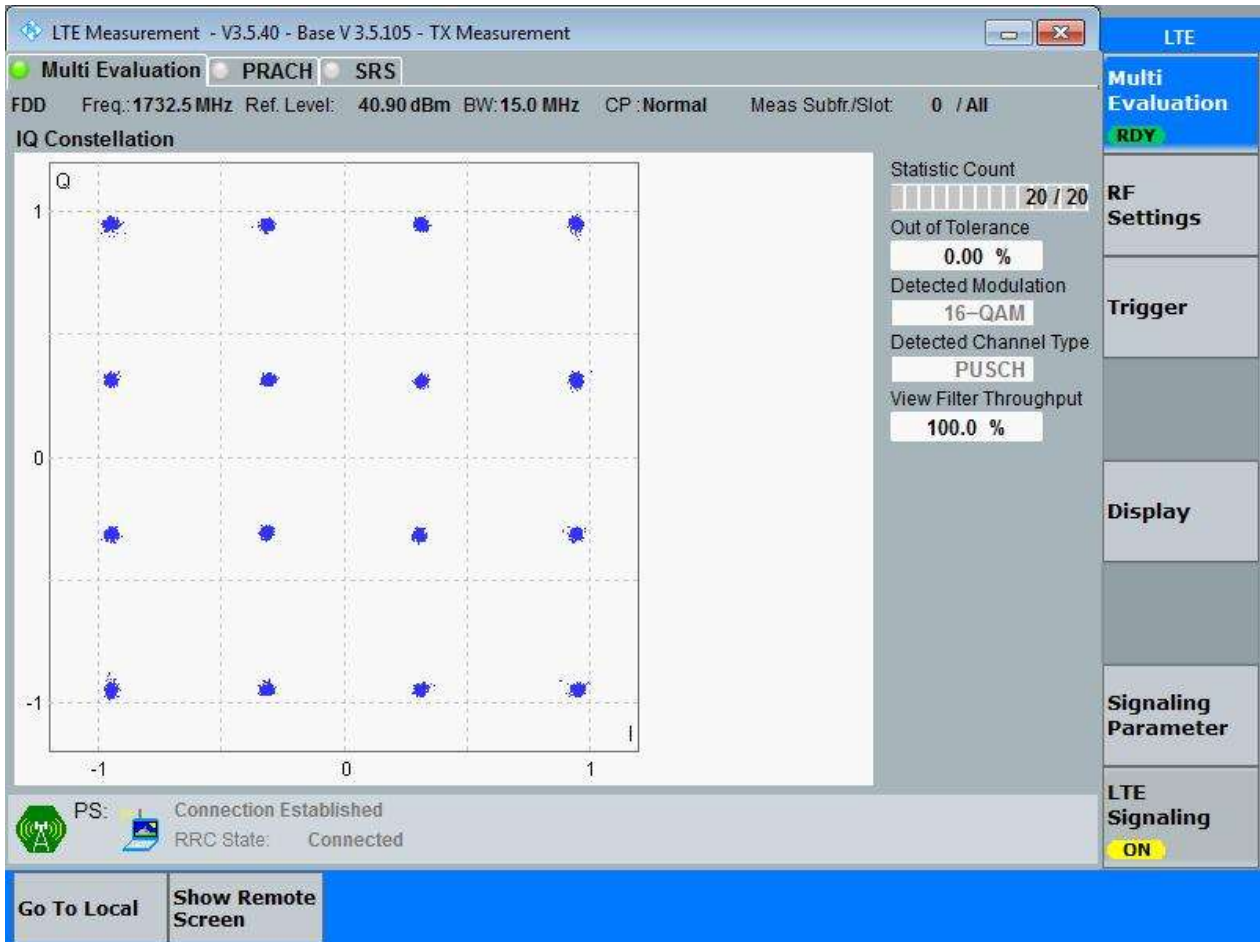 LTE Measurement - V3.5.40 - Base V 3.5.105 - TX Measurement
LTE
Multi Evaluation PRACH SRS
Multi
Evaluation
RDY
FDD Freq.: 1732.5 MHz Ref. Level: 40.90 dBm BW: 15.0 MHz CP : Normal Meas Subfr./Slot: 0 / All
IQ Constellation
Q
1
0
-1
I
-1 0 1
Statistic Count
20 / 20
Out of Tolerance
0.00 %
Detected Modulation
16-QAM
Detected Channel Type
PUSCH
View Filter Throughput
100.0 %
RF
Settings
Trigger
Display
Signaling
Parameter
LTE
Signaling
ON
PS: Connection Established
RRC State: Connected
Go To Local
Show Remote
Screen